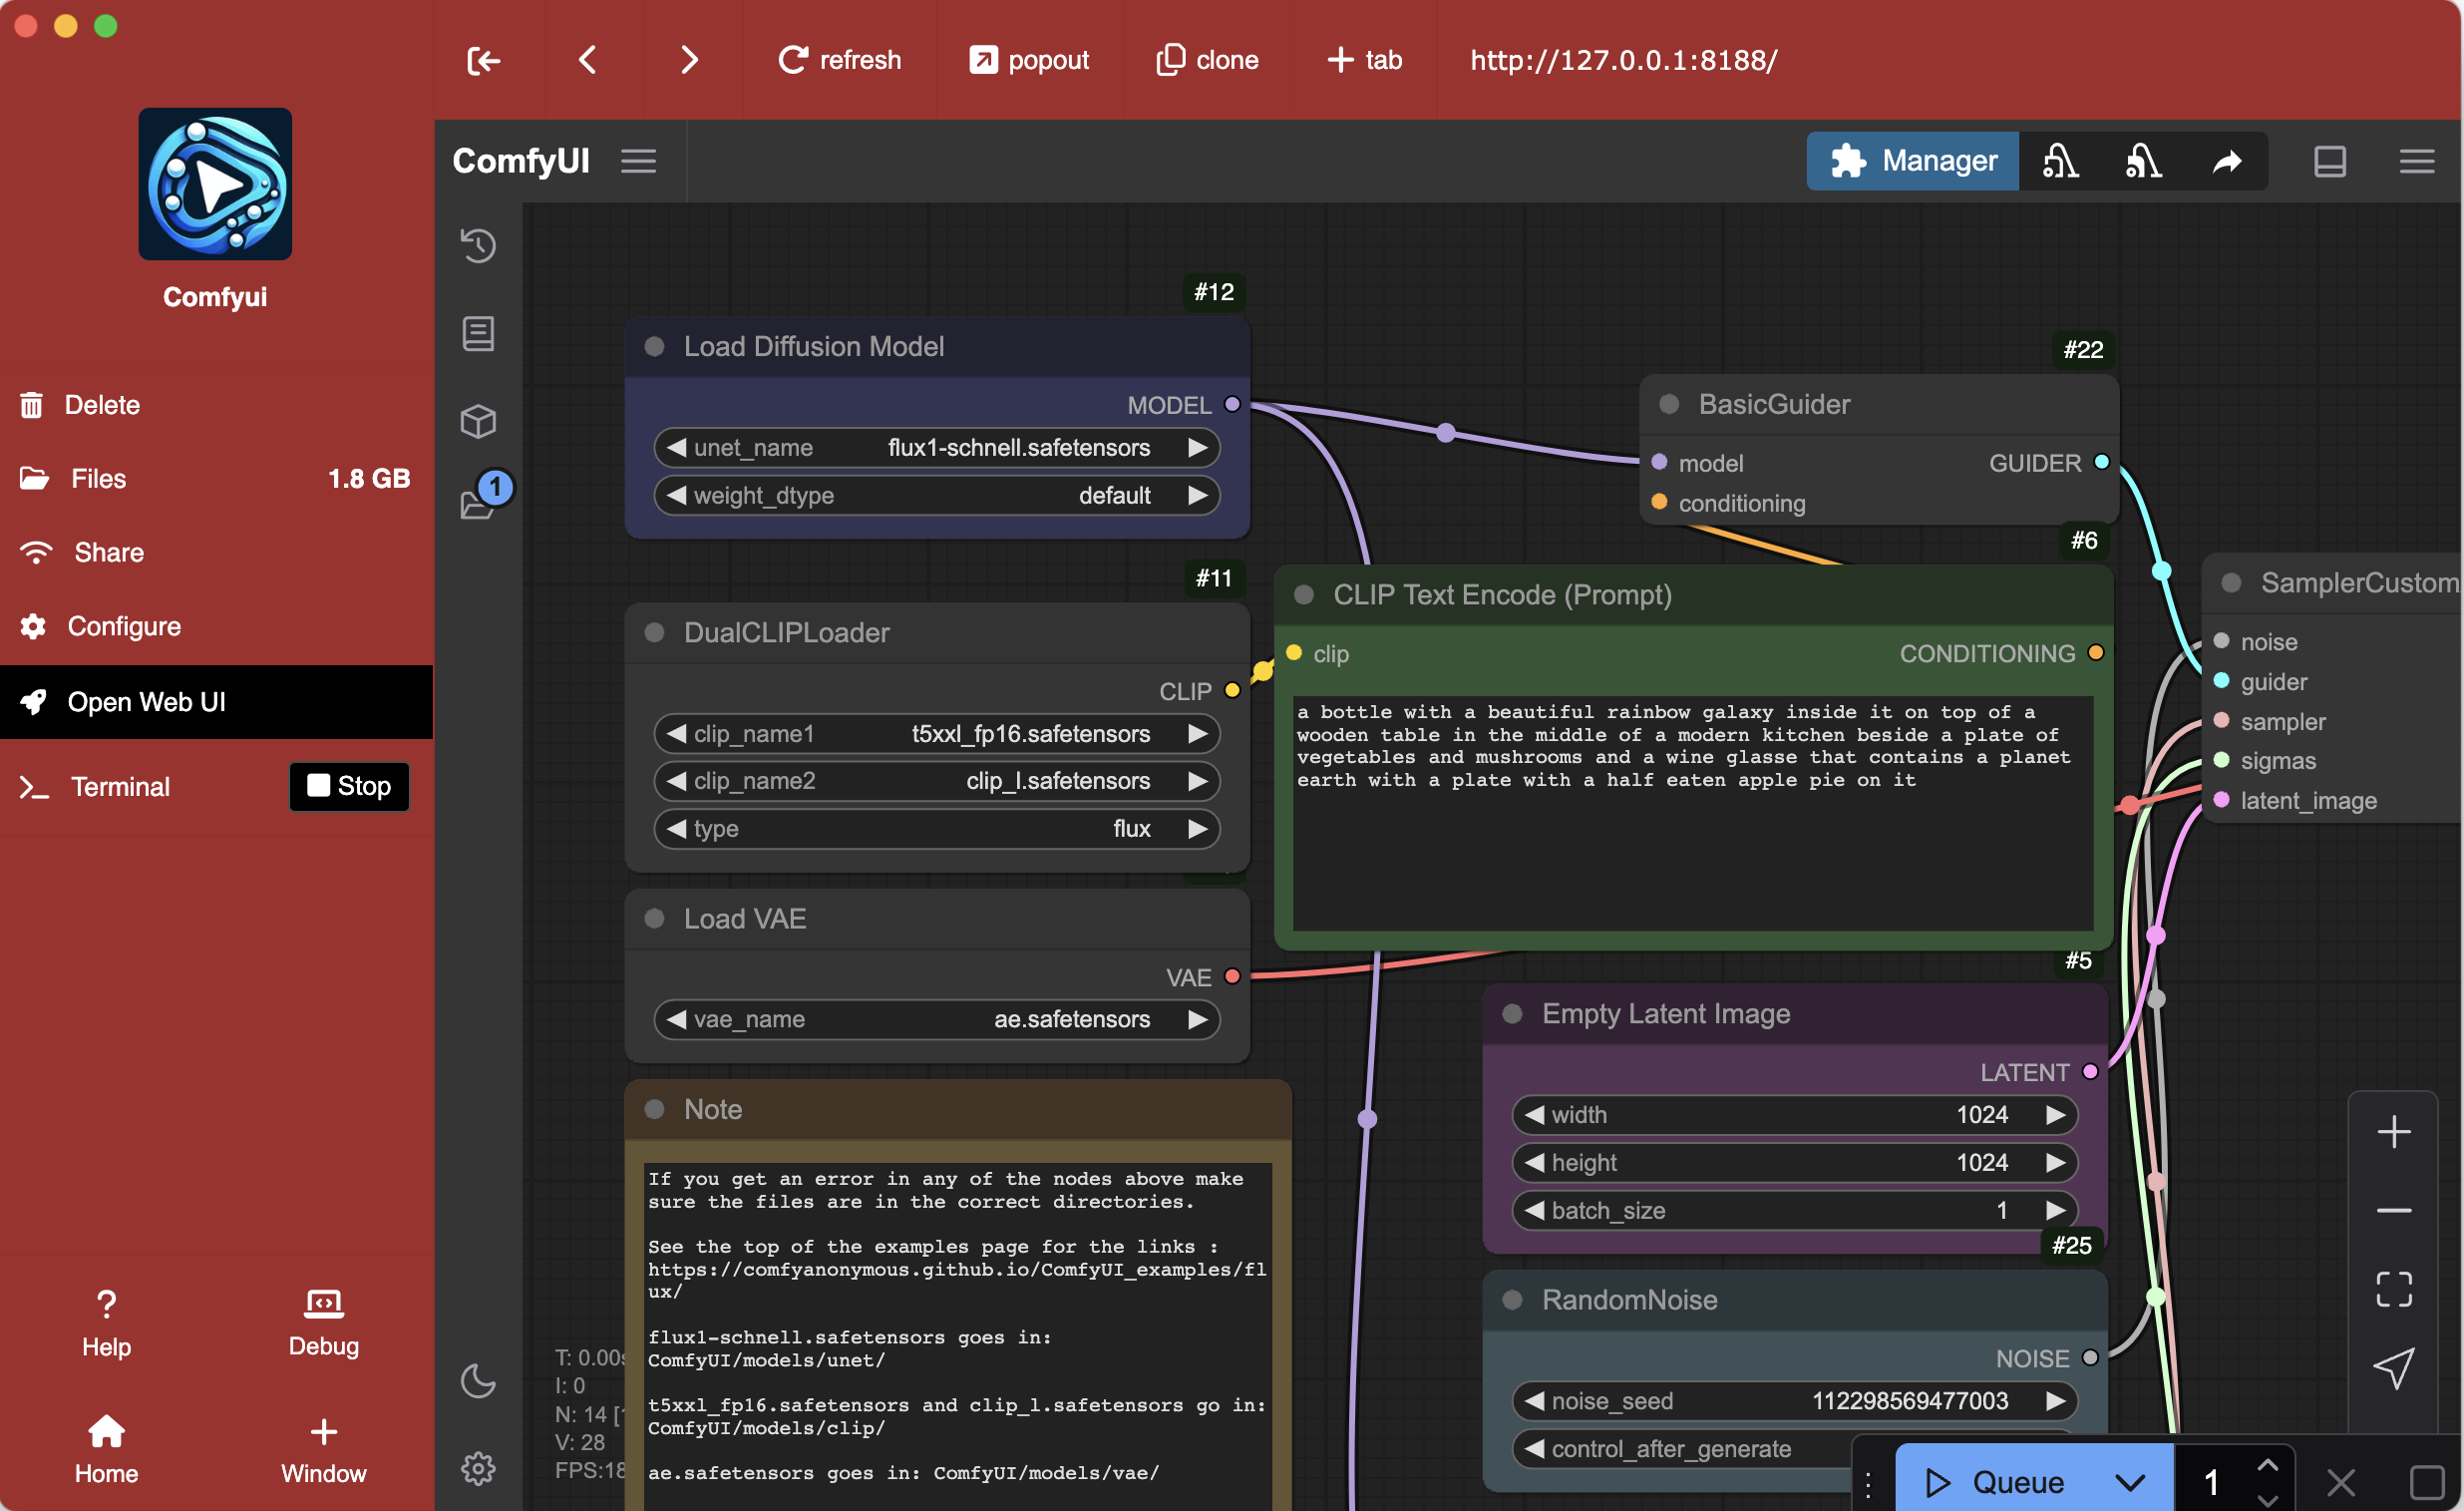 refresh
popout
clone
tab
http://127.0.0.1:8188/
Comfyui
Delete
Files 1.8 GB
Share
Configure
Open Web UI
Terminal
Stop
Help
Debug
Home
Window
ComfyUI
Manager
1
#12
Load Diffusion Model
MODEL
unet_name flux1-schnell.safetensors
weight_dtype default
#22
BasicGuider
model GUIDER
conditioning
#11
DualCLIPLoader
CLIP
clip_name1 t5xxl_fp16.safetensors
clip_name2 clip_l.safetensors
type flux
#6
CLIP Text Encode (Prompt)
clip CONDITIONING
a bottle with a beautiful rainbow galaxy inside it on top of a
wooden table in the middle of a modern kitchen beside a plate of
vegetables and mushrooms and a wine glasse that contains a planet
earth with a plate with a half eaten apple pie on it
SamplerCustom
noise
guider
sampler
sigmas
latent_image
Load VAE
VAE
vae_name ae.safetensors
#5
Empty Latent Image
LATENT
width 1024
height 1024
batch_size 1
Note
If you get an error in any of the nodes above make
sure the files are in the correct directories.
See the top of the examples page for the links :
https://comfyanonymous.github.io/ComfyUI_examples/fl
ux/
flux1-schnell.safetensors goes in:
ComfyUI/models/unet/
t5xxl_fp16.safetensors and clip_l.safetensors go in:
ComfyUI/models/clip/
ae.safetensors goes in: ComfyUI/models/vae/
#25
RandomNoise
NOISE
noise_seed 112298569477003
control_after_generate
T: 0.00s
I: 0
N: 14 [
V: 28
FPS:18
Queue
1